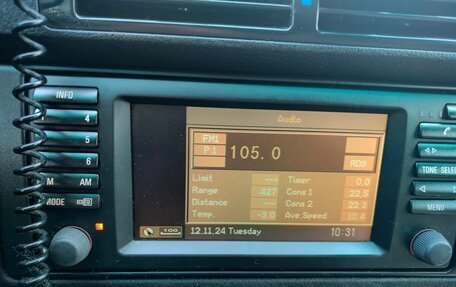 INFO
4
5
6
M AM
MODE
Audio
FM1
P 1
105. 0
RDS
Limit --- Timer 0.0
Range 427 Cons 1 22.5
Distance --- Cons 2 22.3
Temp. -3.0 Ave.Speed 10.4
100
12.11.24 Tuesday 10:31
TONE SELEC
MENU